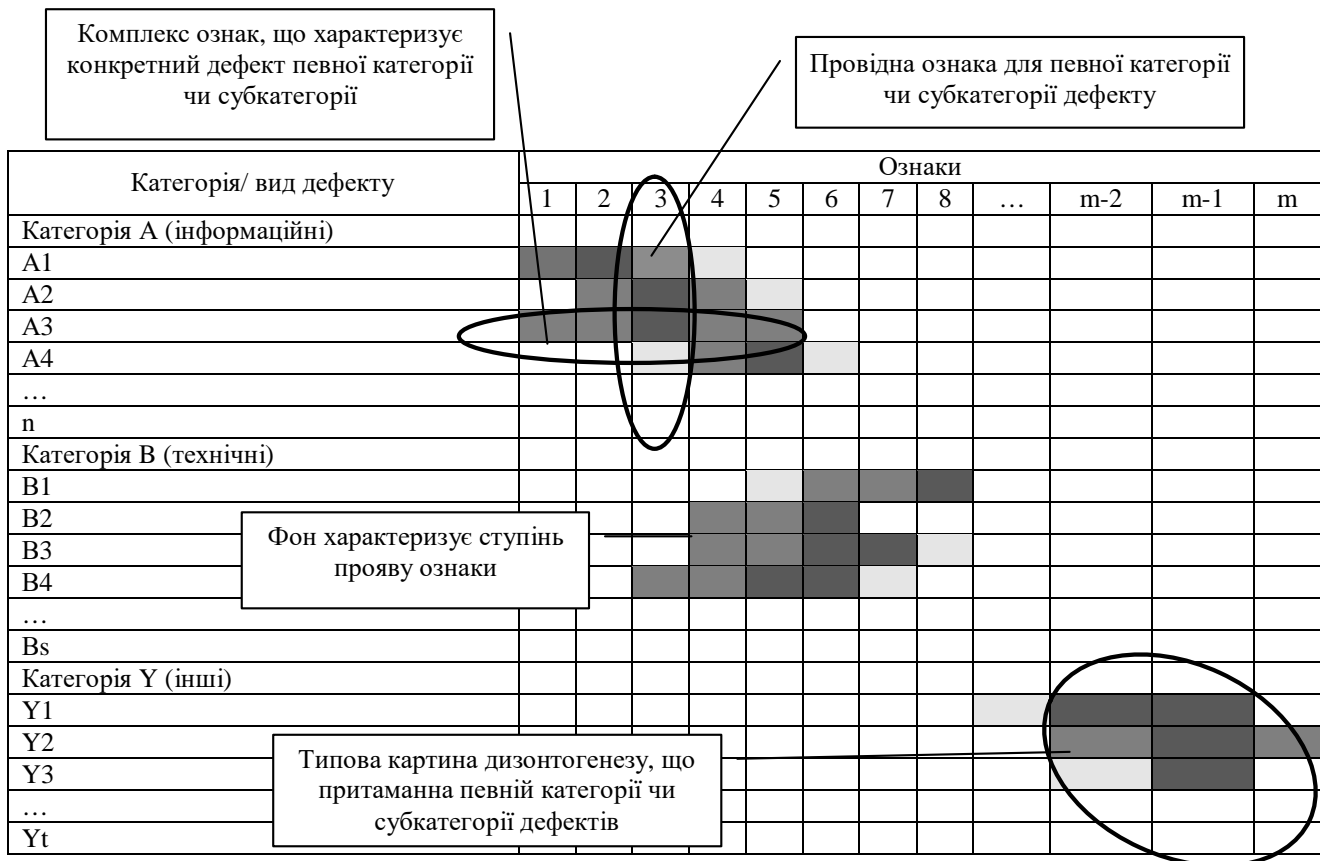 Комплекс ознак, що характеризує
конкретний дефект певної категорії
чи субкатегорії
Провідна ознака для певної категорії
чи субкатегорії дефекту
Категорія/ вид дефекту
Ознаки
1 2 3 4 5 6 7 8 … m-2 m-1 m
Категорія А (інформаційні)
А1
А2
А3
А4
…
n
Категорія В (технічні)
В1
В2
В3
В4
Фон характеризує ступінь
прояву ознаки
…
Вs
Категорія Y (інші)
Y1
Y2
Y3
Типова картина дизонтогенезу, що
притаманна певній категорії чи
субкатегорії дефектів
…
Yt